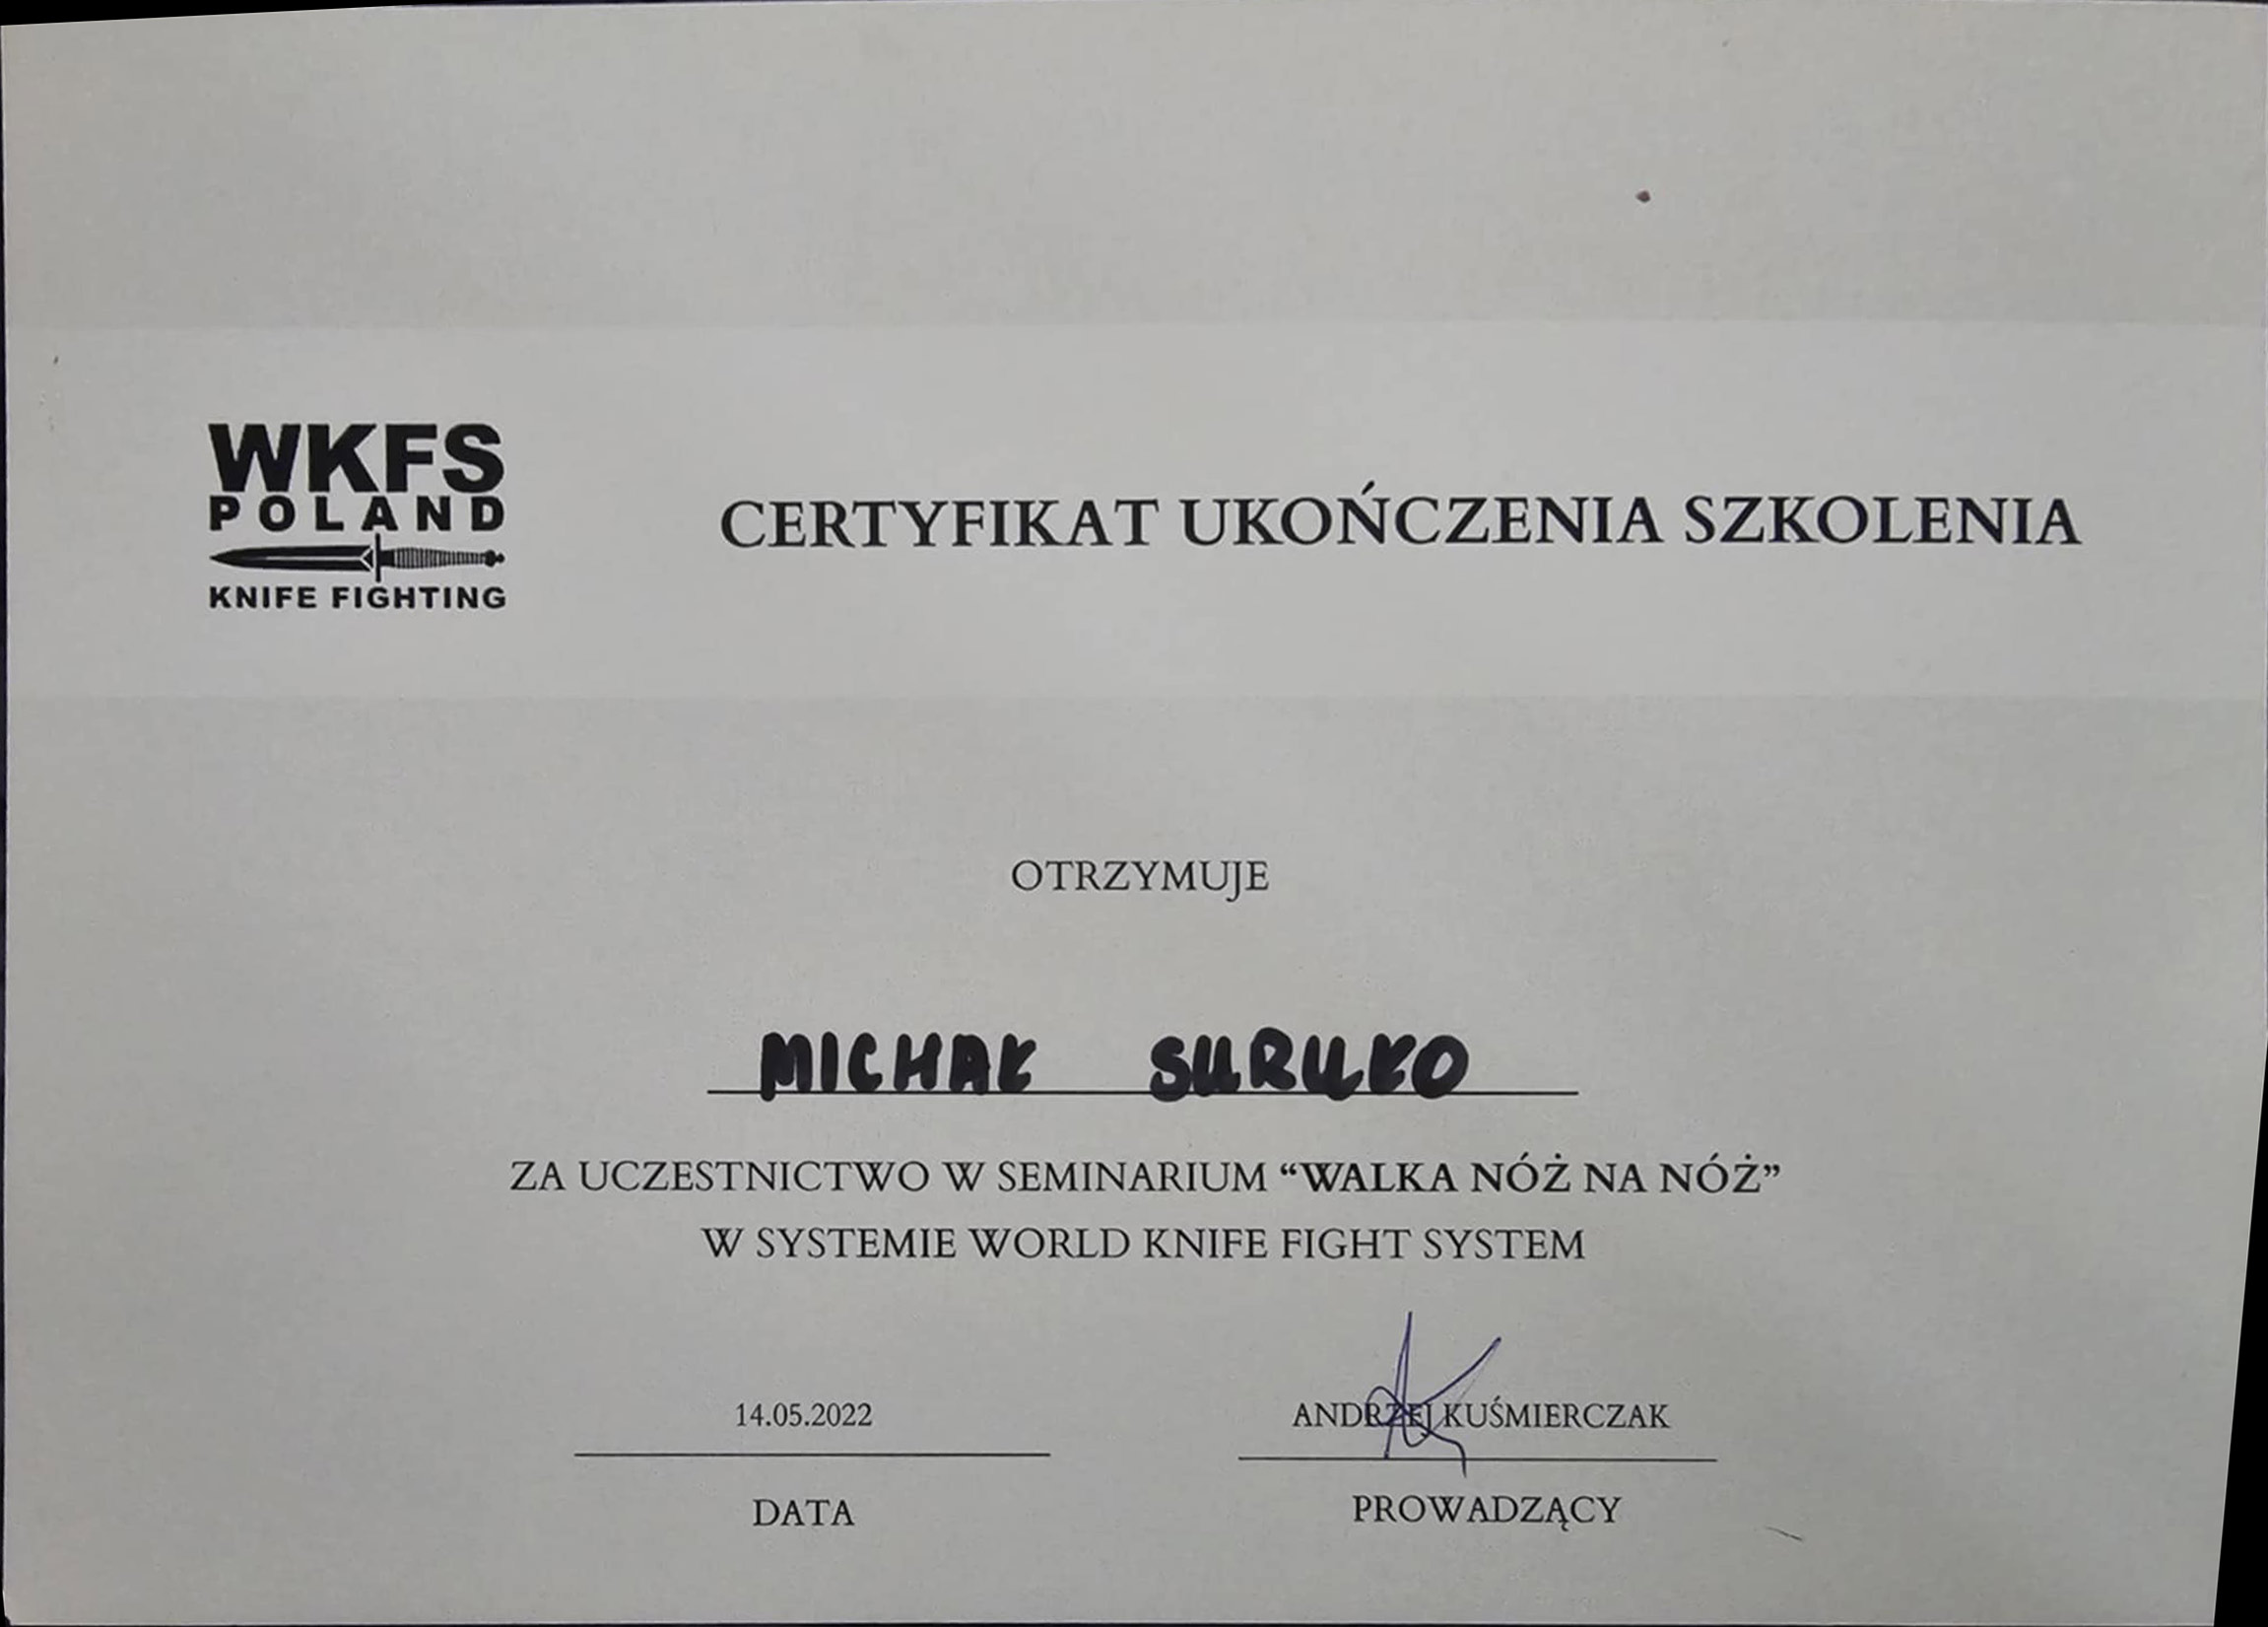 WKFS
POLAND
KNIFE FIGHTING
CERTYFIKAT UKOŃCZENIA SZKOLENIA
OTRZYMUJE
MICHAŁ SURUŁO
ZA UCZESTNICTWO W SEMINARIUM “WALKA NÓŻ NA NÓŻ”
W SYSTEMIE WORLD KNIFE FIGHT SYSTEM
14.05.2022
ANDRZEJ KUŚMIERCZAK
DATA
PROWADZĄCY